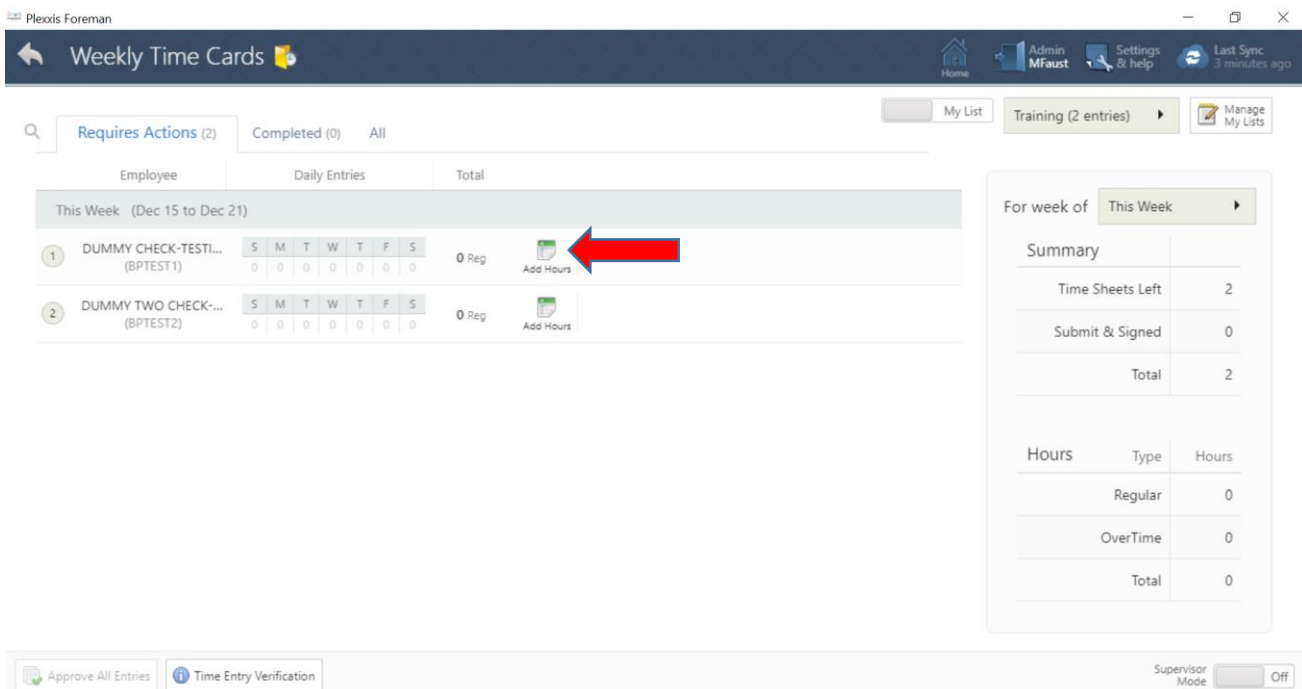 Plexxis Foreman
Weekly Time Cards
Home
Admin
MFaust
Settings
& help
Last Sync
3 minutes ago
My List
Training (2 entries)
Manage
My Lists
Requires Actions (2)
Completed (0)
All
Employee
Daily Entries
Total
This Week (Dec 15 to Dec 21)
1
DUMMY CHECK-TESTI...
(BPTEST1)
S M T W T F S
0 0 0 0 0 0 0
0 Reg
Add Hours
2
DUMMY TWO CHECK-...
(BPTEST2)
S M T W T F S
0 0 0 0 0 0 0
0 Reg
Add Hours
For week of
This Week
Summary
Time Sheets Left 2
Submit & Signed 0
Total 2
Hours Type Hours
Regular 0
OverTime 0
Total 0
Approve All Entries
Time Entry Verification
Supervisor
Mode
Off